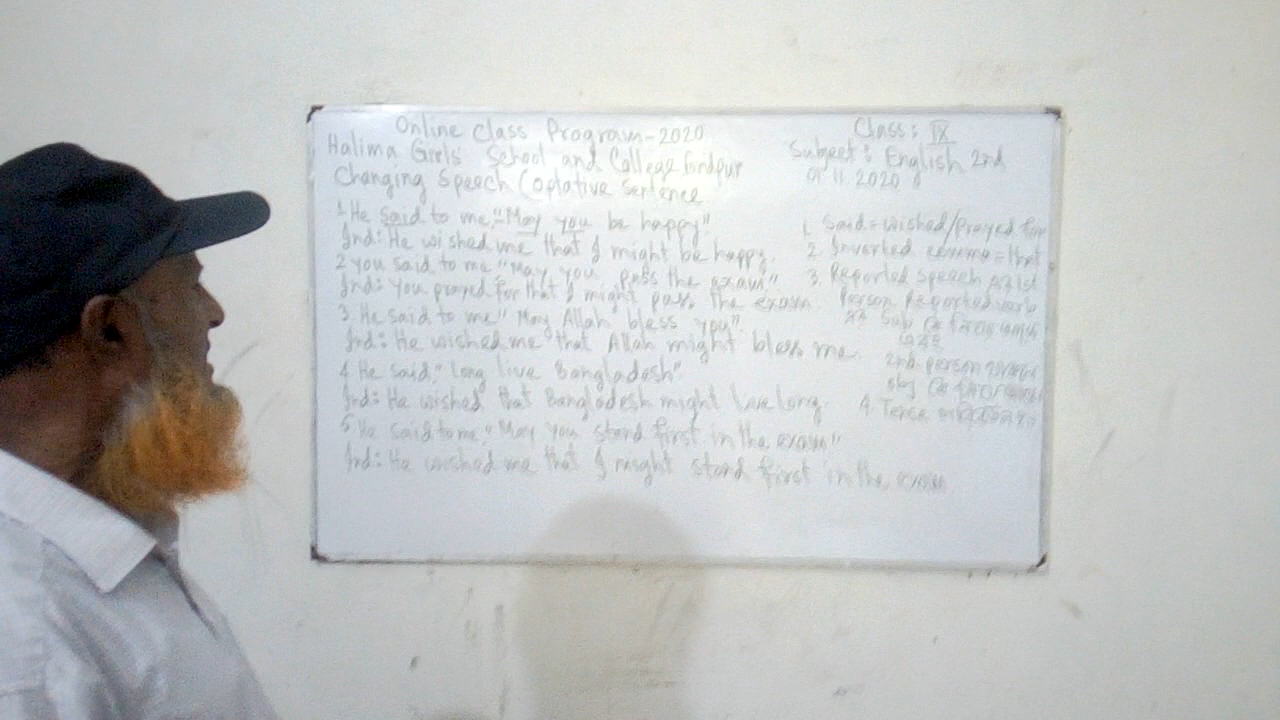 Online Class Program-2020
Halima Girls' School and College
Changing Speech (Optative Sentence
Class: IX
Subject: English 2nd
01 11 2020
1 He said to me, "May you be happy"
Ind: He wished me that I might be happy.
2 you said to me "May you pass the exam"
Ind: you prayed for that I might pass the exam
3. He said to me "May Allah bless you"
Ind: He wished me that Allah might bless me.
4 He said, "Long live Bangladesh"
Ind: He wished that Bangladesh might live long.
5 He said to me, "May you stand first in the exam"
Ind: He wished me that I might stand first in the exam
1. Said = wished/Prayed for
2. Inverted comma = that
3. Reported speech 1st
Person Reported verb
Sub
2nd person
obj
4. Tense